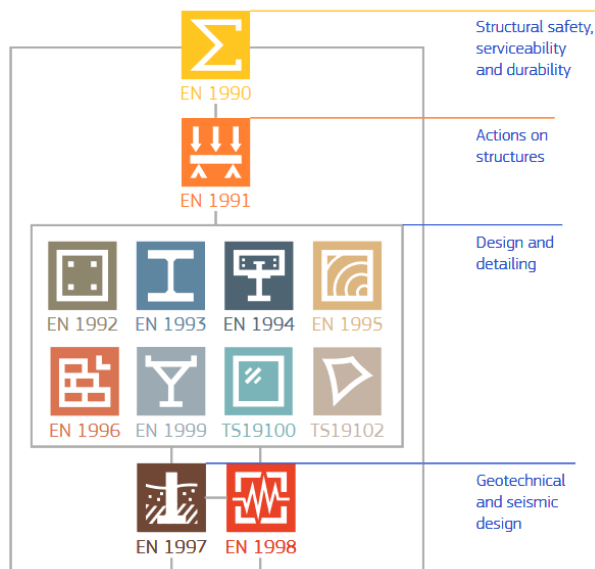 Structural safety,
serviceability
and durability
EN 1990
Actions on
structures
EN 1991
Design and
detailing
EN 1992 EN 1993 EN 1994 EN 1995
EN 1996 EN 1999 TS19100 TS19102
Geotechnical
and seismic
design
EN 1997 EN 1998